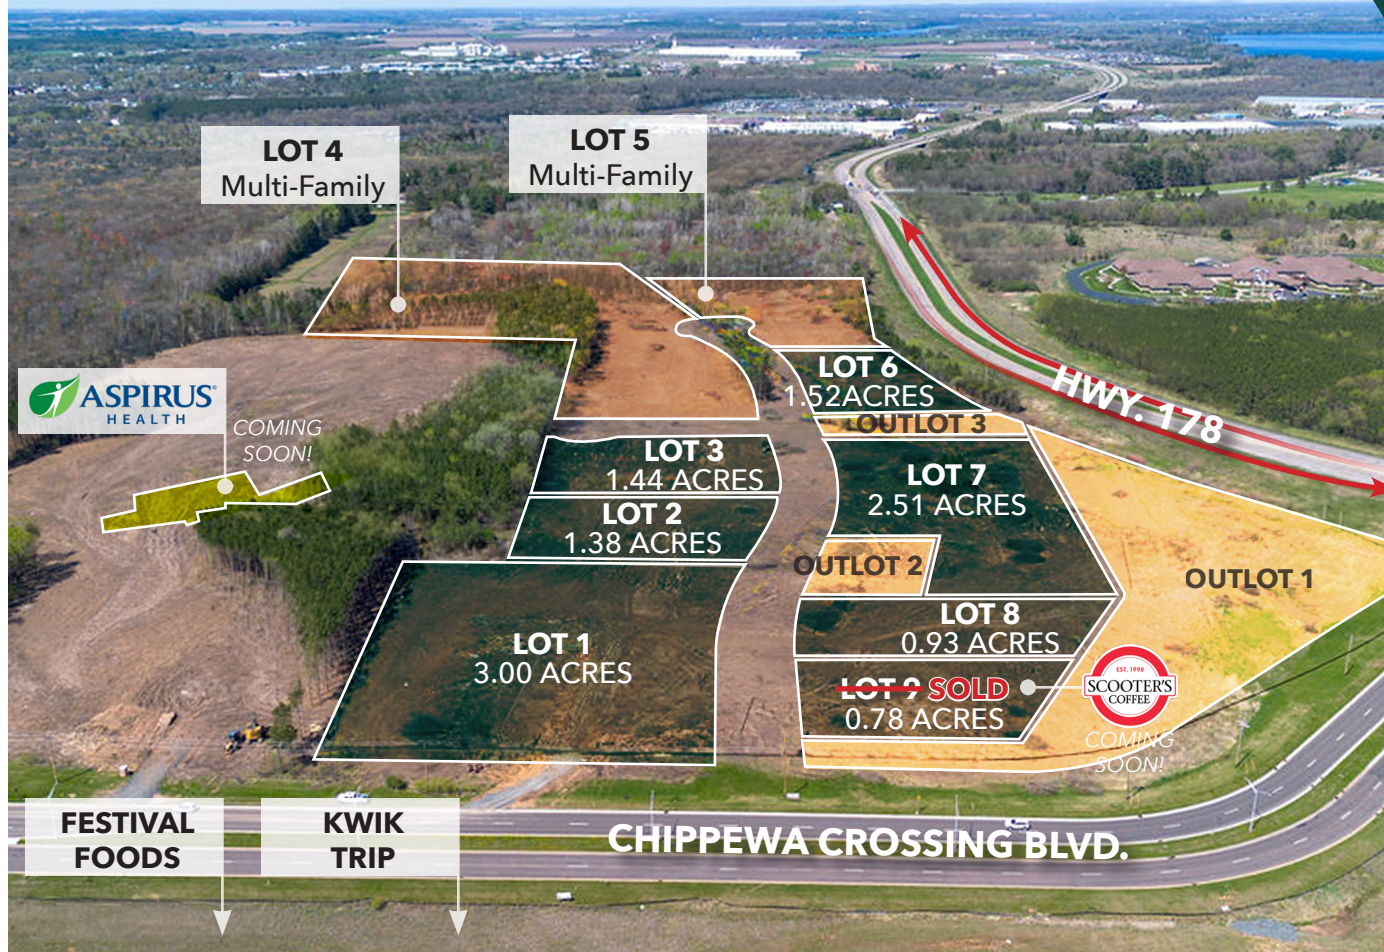 LOT 4
Multi-Family
LOT 5
Multi-Family
LOT 6
1.52ACRES
HWY. 178
ASPIRUS®
HEALTH
COMING
SOON!
OUTLOT 3
LOT 3
1.44 ACRES
LOT 7
2.51 ACRES
LOT 2
1.38 ACRES
OUTLOT 2
OUTLOT 1
LOT 1
3.00 ACRES
LOT 8
0.93 ACRES
LOT 9 SOLD
0.78 ACRES
EST. 1998
SCOOTER'S
COFFEE
COMING
SOON!
FESTIVAL
FOODS
KWIK
TRIP
CHIPPEWA CROSSING BLVD.